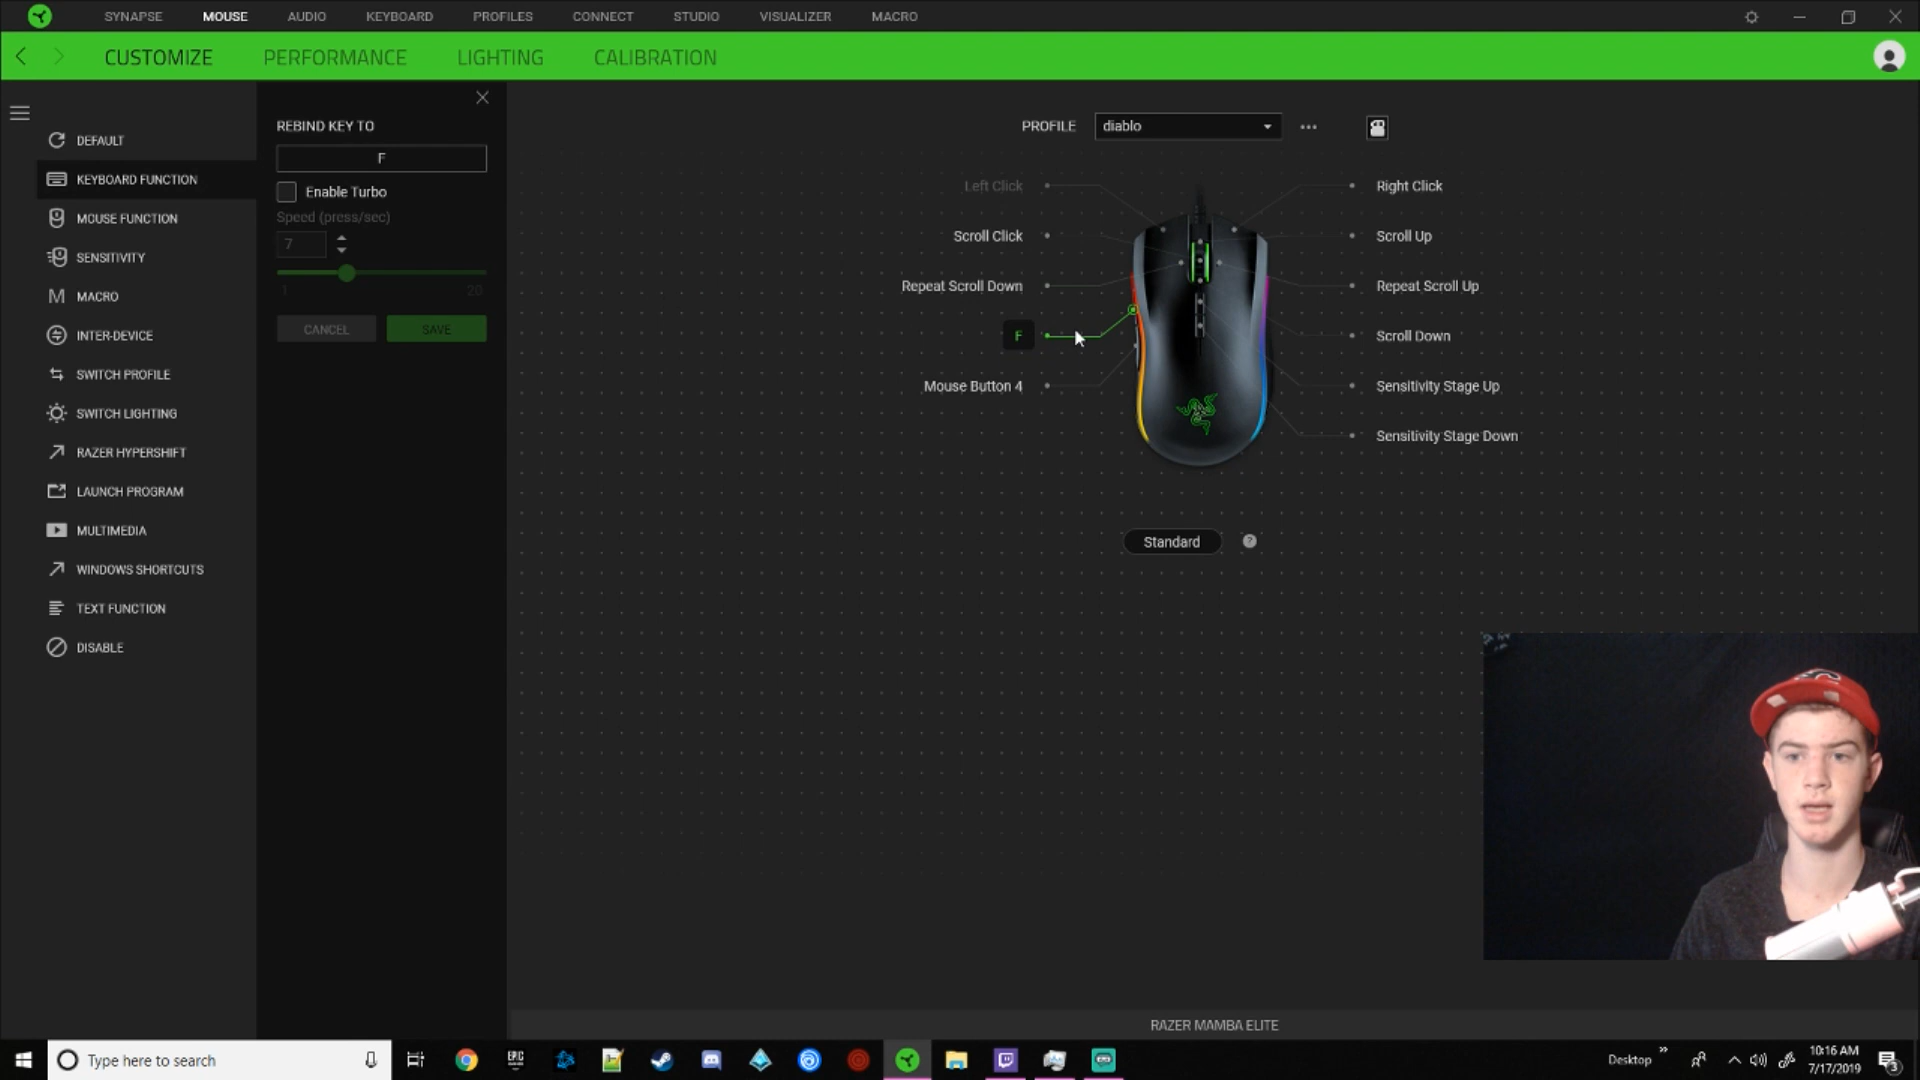 SYNAPSE MOUSE AUDIO KEYBOARD PROFILES CONNECT STUDIO VISUALIZER MACRO
CUSTOMIZE PERFORMANCE LIGHTING CALIBRATION
DEFAULT
KEYBOARD FUNCTION
MOUSE FUNCTION
SENSITIVITY
MACRO
INTER-DEVICE
SWITCH PROFILE
SWITCH LIGHTING
RAZER HYPERSHIFT
LAUNCH PROGRAM
MULTIMEDIA
WINDOWS SHORTCUTS
TEXT FUNCTION
DISABLE
REBIND KEY TO
F
Enable Turbo
Speed (press/sec)
7
1 20
CANCEL SAVE
PROFILE diablo
Left Click
Scroll Click
Repeat Scroll Down
F
Mouse Button 4
Right Click
Scroll Up
Repeat Scroll Up
Scroll Down
Sensitivity Stage Up
Sensitivity Stage Down
Standard ?
RAZER MAMBA ELITE
Type here to search
EPIC
Desktop
10:16 AM
7/17/2019
3